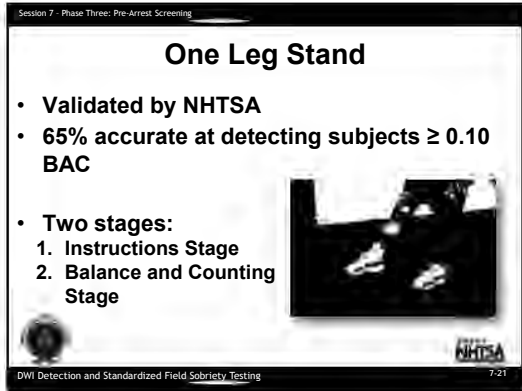 Session 7 - Phase Three: Pre-Arrest Screening
One Leg Stand
• Validated by NHTSA
• 65% accurate at detecting subjects ≥ 0.10
BAC
• Two stages:
1. Instructions Stage
2. Balance and Counting
Stage
NHTSA
DWI Detection and Standardized Field Sobriety Testing
7-21